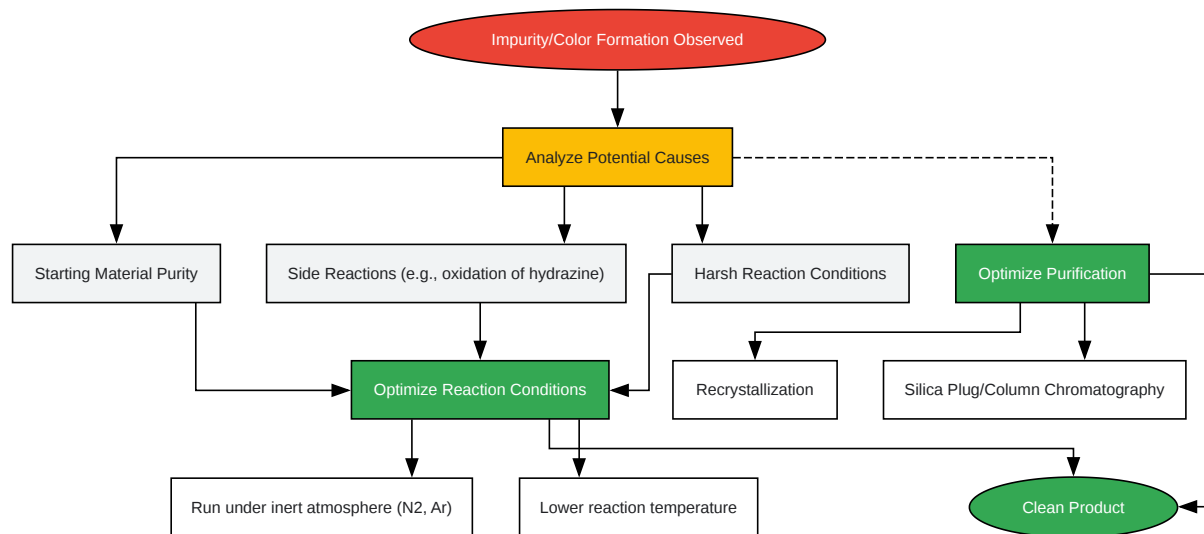 Impurity/Color Formation Observed
Analyze Potential Causes
Starting Material Purity
Side Reactions (e.g., oxidation of hydrazine)
Harsh Reaction Conditions
Optimize Purification
Optimize Reaction Conditions
Recrystallization
Silica Plug/Column Chromatography
Run under inert atmosphere (N2, Ar)
Lower reaction temperature
Clean Product